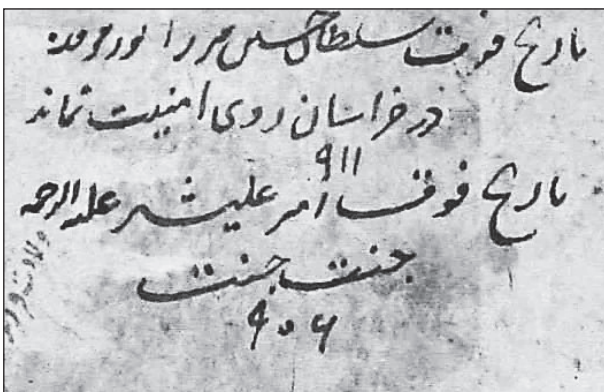 تاریخ فوت سلطان حسین میرزا نور مرقده
در خراسان روی امنیت نماند
۹۱۱
تاریخ فوت امیر علیشیر علیه الرحمه
جنت جنت
۹۰۶